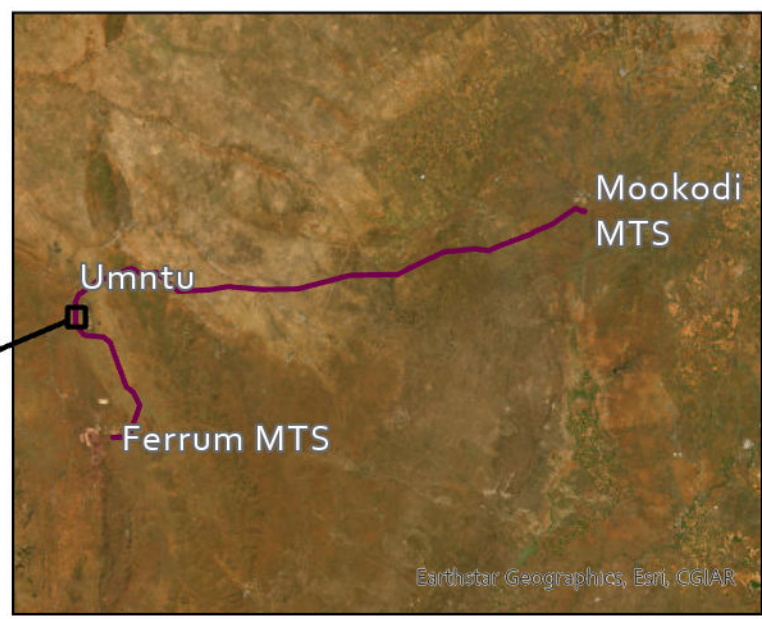 Mookodi
MTS
Umntu
Ferrum MTS
Earthstar Geographics, Esri, CGIAR